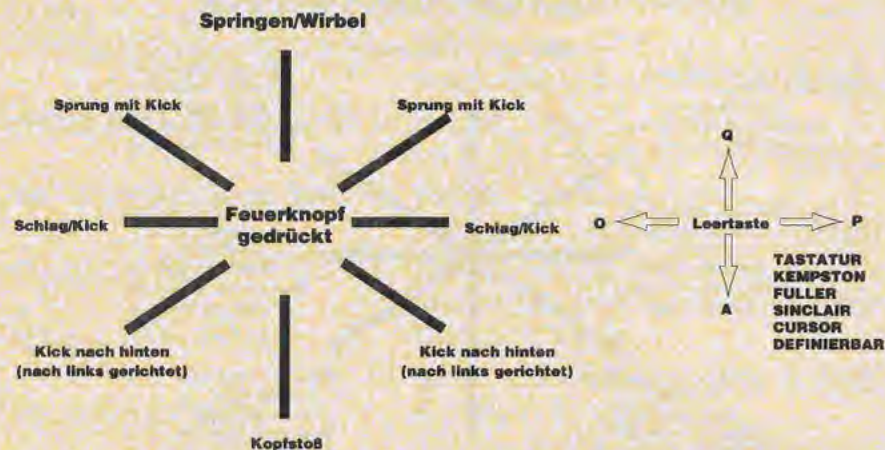 Springen/Wirbel
Sprung mit Kick
Sprung mit Kick
Schlag/Kick
Feuerknopf
gedrückt
Schlag/Kick
Kick nach hinten
(nach links gerichtet)
Kick nach hinten
(nach links gerichtet)
Kopfstoß
Q
O
Leertaste
P
A
TASTATUR
KEMPSTON
FULLER
SINCLAIR
CURSOR
DEFINIERBAR